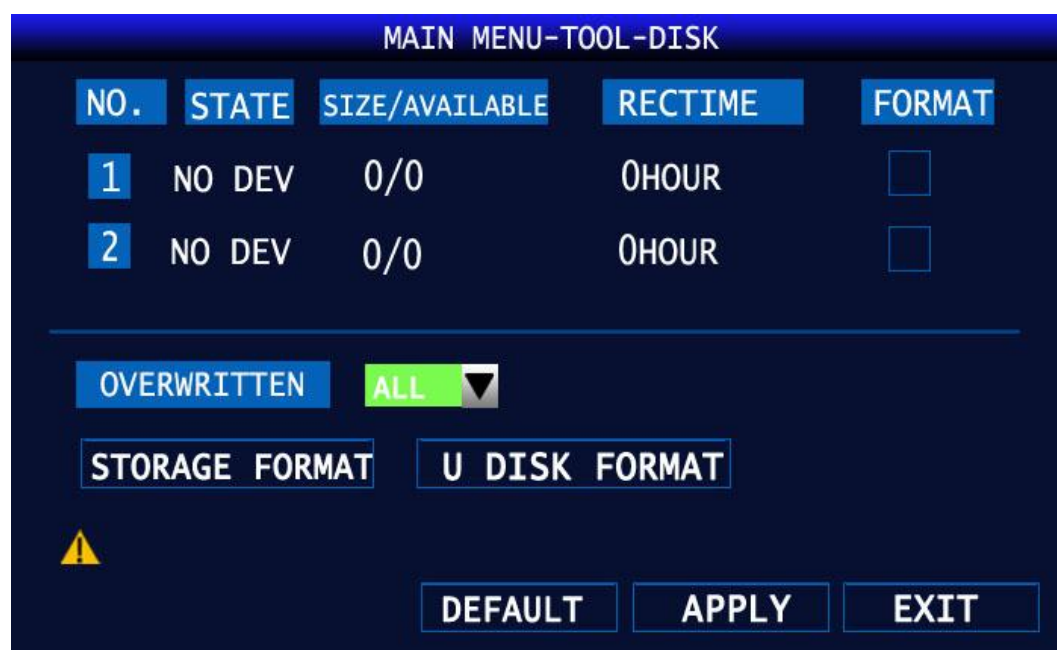 MAIN MENU-TOOL-DISK
NO. STATE SIZE/AVAILABLE RECTIME FORMAT
1 NO DEV 0/0 0HOUR
2 NO DEV 0/0 0HOUR
OVERWRITTEN ALL
STORAGE FORMAT U DISK FORMAT
DEFAULT APPLY EXIT